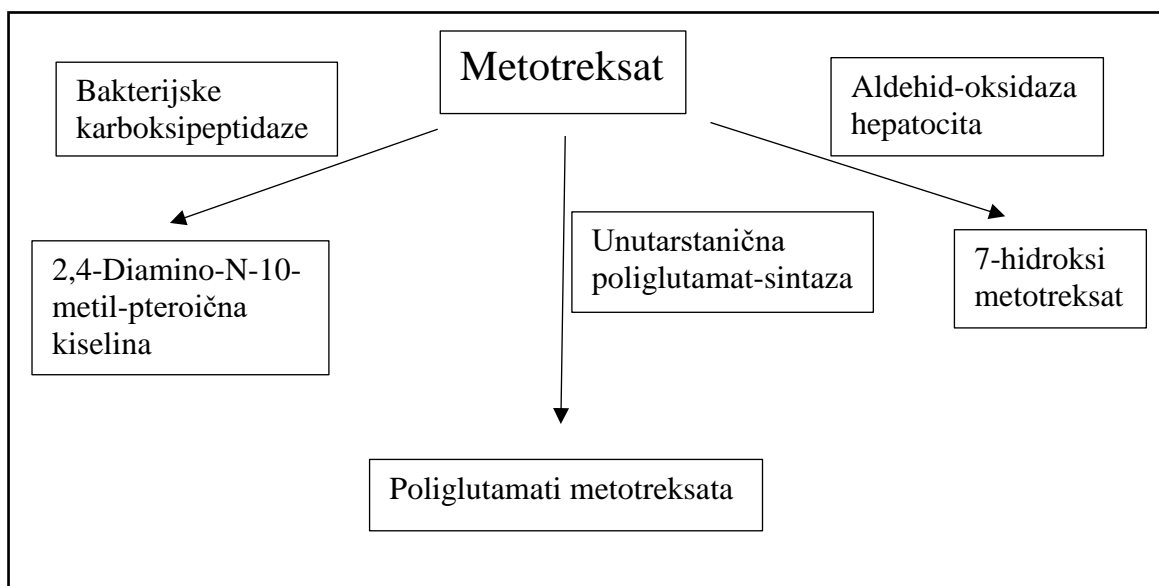 Metotreksat
Bakterijske
karboksipeptidaze
Aldehid-oksidaza
hepatocita
Unutarstanična
poliglutamat-sintaza
2,4-Diamino-N-10-
metil-pteroična
kiselina
7-hidroksi
metotreksat
Poliglutamati metotreksata